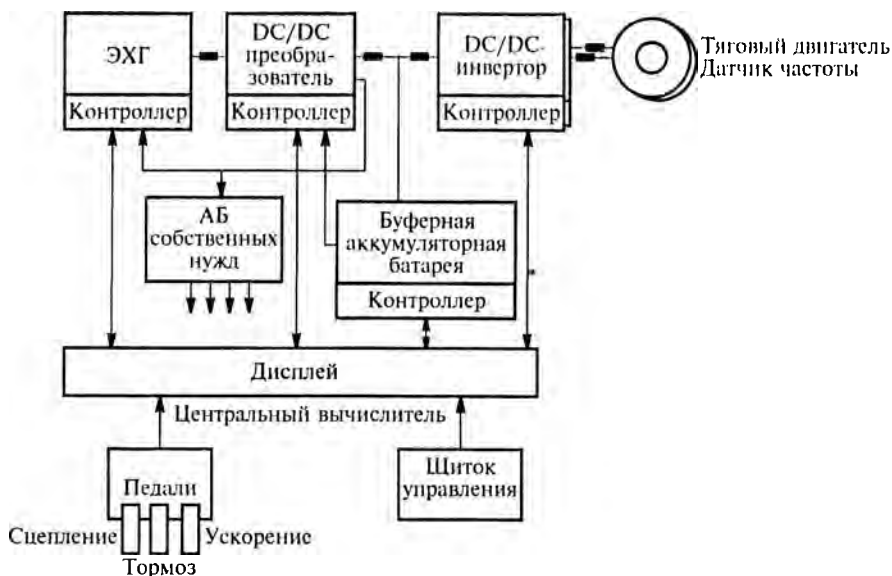 ЭХГ
Контроллер
DC/DC
преобра-
зователь
Контроллер
DC/DC-
инвертор
Контроллер
Тяговый двигатель
Датчик частоты
АБ
собственных
нужд
Буферная
аккумуляторная
батарея
Контроллер
Дисплей
Центральный вычислитель
Педали
Сцепление
Ускорение
Тормоз
Щиток
управления